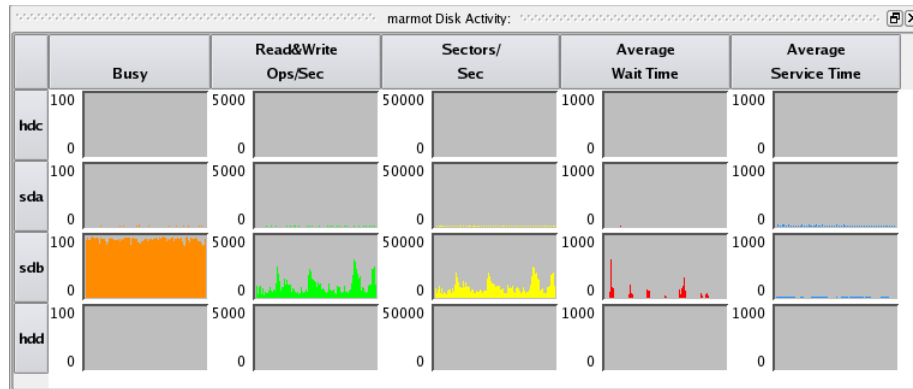 marmot Disk Activity:
Busy
Read&Write Ops/Sec
Sectors/ Sec
Average Wait Time
Average Service Time
hdc
100 5000 50000 1000 1000
0 0 0 0 0
sda
100 5000 50000 1000 1000
0 0 0 0 0
sdb
100 5000 50000 1000 1000
0 0 0 0 0
hdd
100 5000 50000 1000 1000
0 0 0 0 0